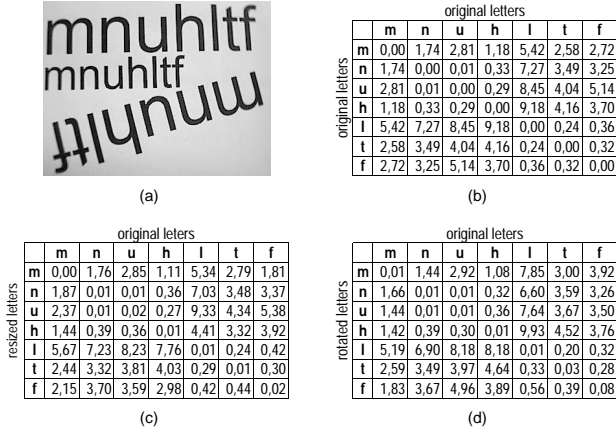 mnuhltf
mnuhltf
mnuhltf
(a)
original letters
m n u h l t f
original letters
m 0,00 1,74 2,81 1,18 5,42 2,58 2,72
n 1,74 0,00 0,01 0,33 7,27 3,49 3,25
u 2,81 0,01 0,00 0,29 8,45 4,04 5,14
h 1,18 0,33 0,29 0,00 9,18 4,16 3,70
l 5,42 7,27 8,45 9,18 0,00 0,24 0,36
t 2,58 3,49 4,04 4,16 0,24 0,00 0,32
f 2,72 3,25 5,14 3,70 0,36 0,32 0,00
(b)
original leters
m n u h l t f
resized letters
m 0,00 1,76 2,85 1,11 5,34 2,79 1,81
n 1,87 0,01 0,01 0,36 7,03 3,48 3,37
u 2,37 0,01 0,02 0,27 9,33 4,34 5,38
h 1,44 0,39 0,36 0,01 4,41 3,32 3,92
l 5,67 7,23 8,23 7,76 0,01 0,24 0,42
t 2,44 3,32 3,81 4,03 0,29 0,01 0,30
f 2,15 3,70 3,59 2,98 0,42 0,44 0,02
(c)
original leters
m n u h l t f
rotated letters
m 0,01 1,44 2,92 1,08 7,85 3,00 3,92
n 1,66 0,01 0,01 0,32 6,60 3,59 3,26
u 1,44 0,01 0,01 0,36 7,64 3,67 3,50
h 1,42 0,39 0,30 0,01 9,93 4,52 3,76
l 5,19 6,90 8,18 8,18 0,01 0,20 0,32
t 2,59 3,49 3,97 4,64 0,33 0,03 0,28
f 1,83 3,67 4,96 3,89 0,56 0,39 0,08
(d)